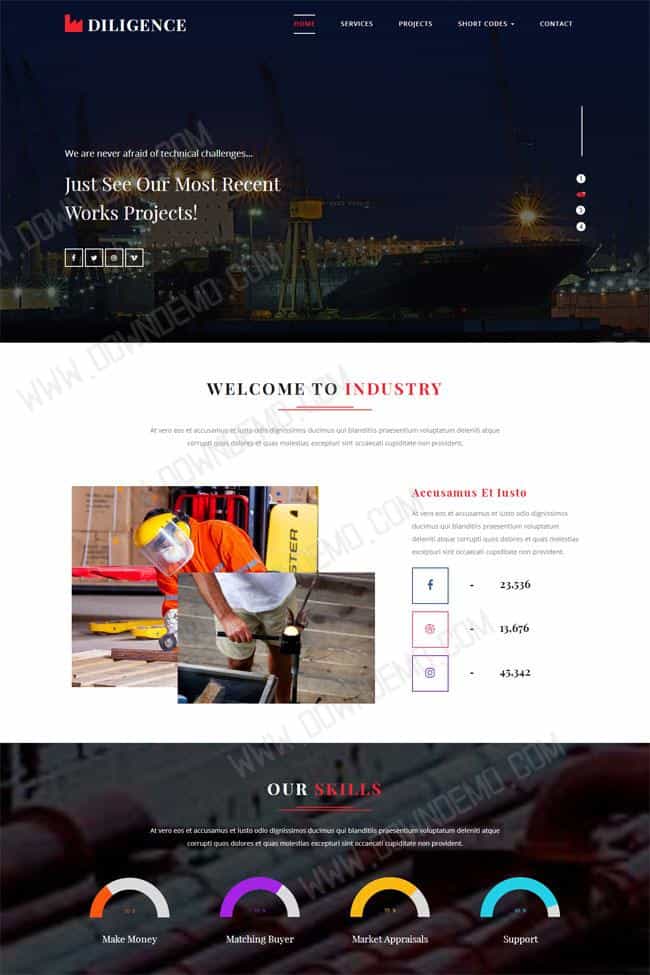 DILIGENCE
HOME SERVICES PROJECTS SHORT CODES CONTACT
We are never afraid of technical challenges...
Just See Our Most Recent
Works Projects!
1
3
4
WELCOME TO INDUSTRY
At vero eos et accusamus et iusto odio dignissimos ducimus qui blanditiis praesentium voluptatum deleniti atque
corrupti quos dolores et quas molestias excepturi sint occaecati cupiditate non provident.
Accusamus Et Iusto
At vero eos et accusamus et iusto odio dignissimos
ducimus qui blanditiis praesentium voluptatum
deleniti atque corrupti quos dolores et quas molestias
excepturi sint occaecati cupiditate non provident.
- 23,536
- 13,676
- 45,342
OUR SKILLS
At vero eos et accusamus et iusto odio dignissimos ducimus qui blanditiis praesentium voluptatum deleniti atque
corrupti quos dolores et quas molestias excepturi sint occaecati cupiditate non provident.
Make Money
Matching Buyer
Market Appraisals
Support
WWW.DOWNDEMO.COM
WWW.DOWNDEMO.COM
WWW.DOWNDEMO.COM